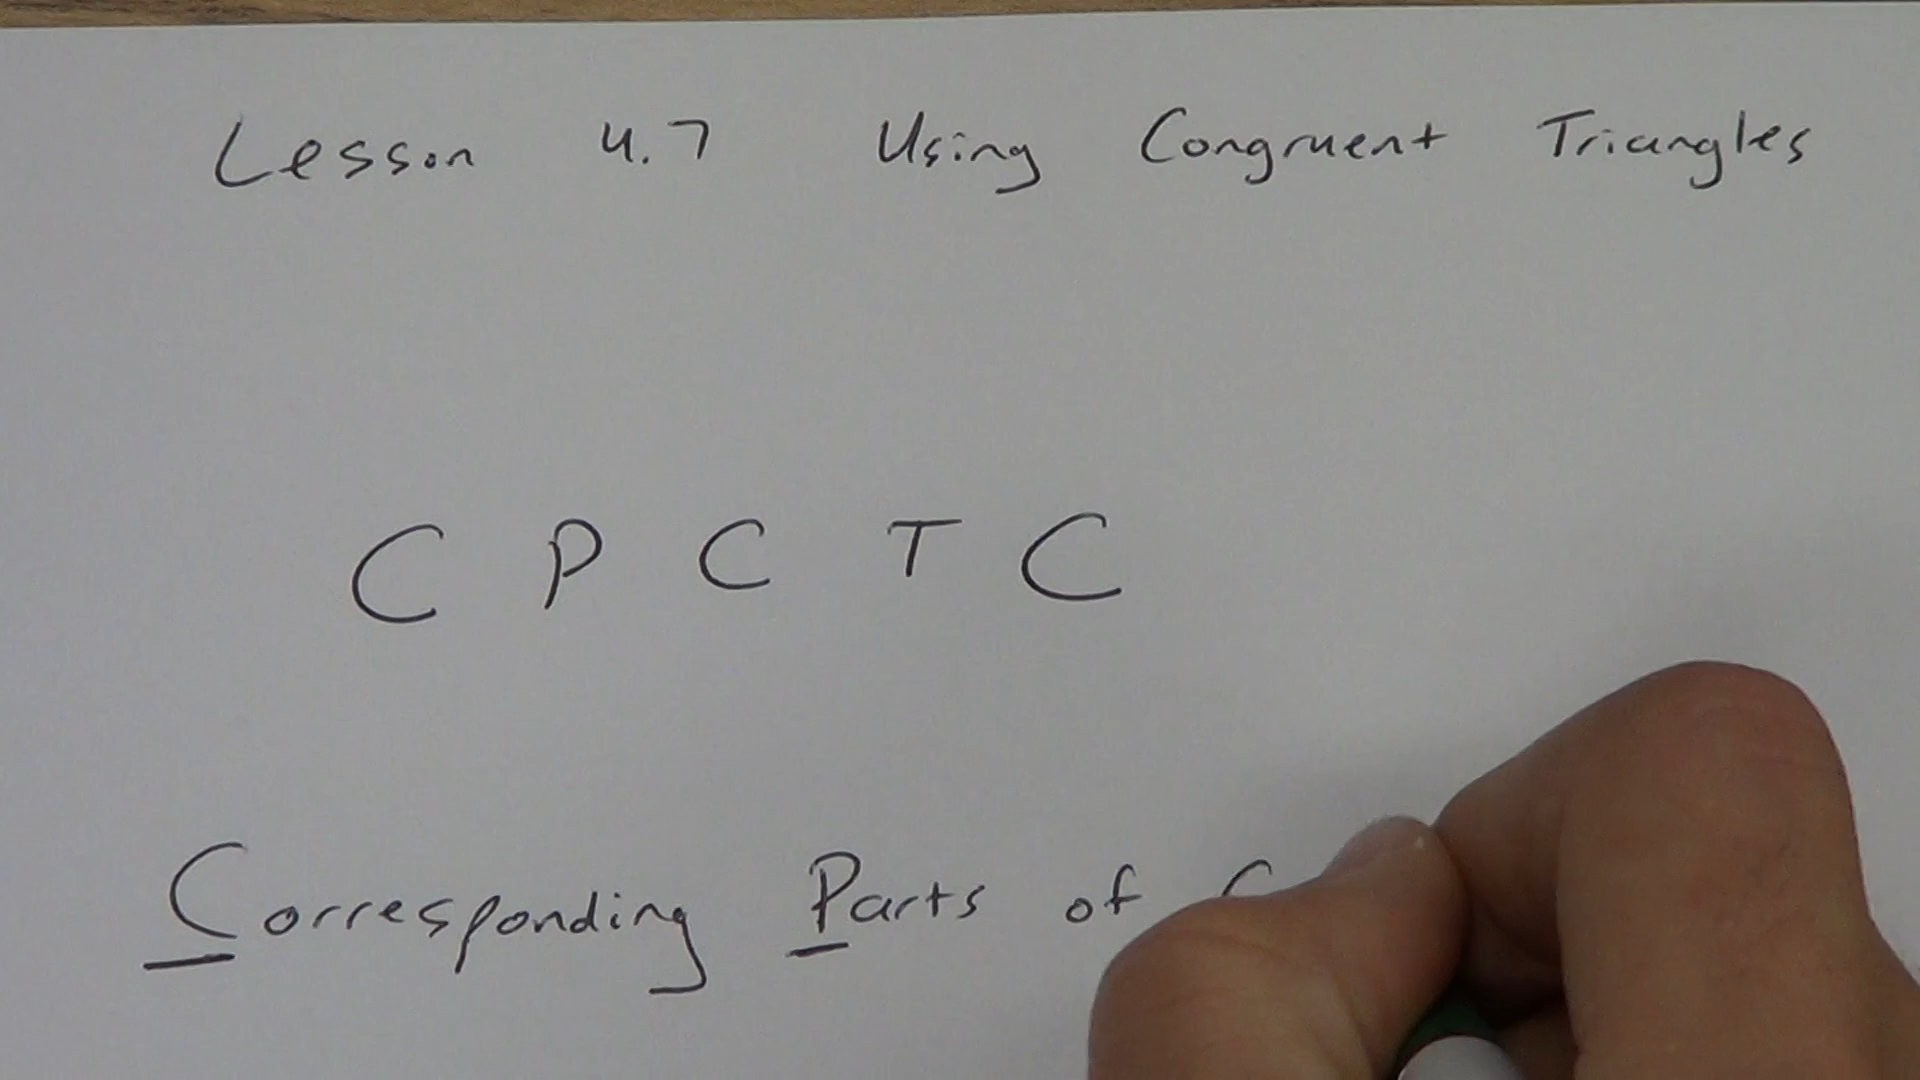 Lesson 4.7 Using Congruent Triangles
C P C T C
Corresponding Parts of